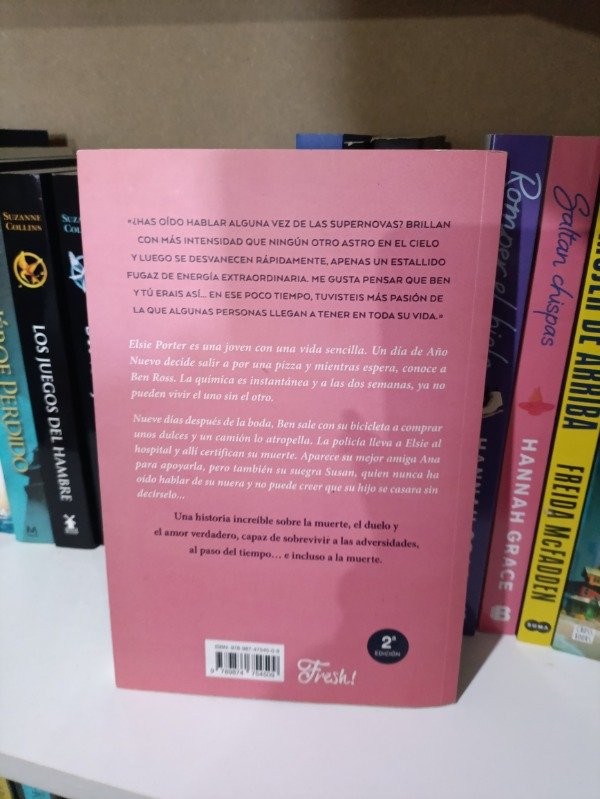 «¿HAS OÍDO HABLAR ALGUNA VEZ DE LAS SUPERNOVAS? BRILLAN
CON MÁS INTENSIDAD QUE NINGÚN OTRO ASTRO EN EL CIELO
Y LUEGO SE DESVANECEN RÁPIDAMENTE, APENAS UN ESTALLIDO
FUGAZ DE ENERGÍA EXTRAORDINARIA. ME GUSTA PENSAR QUE BEN
Y TÚ ERAIS ASÍ... EN ESE POCO TIEMPO, TUVISTEIS MÁS PASIÓN DE
LA QUE ALGUNAS PERSONAS LLEGAN A TENER EN TODA SU VIDA.»
Elsie Porter es una joven con una vida sencilla. Un día de Año
Nuevo decide salir a por una pizza y mientras espera, conoce a
Ben Ross. La química es instantánea y a las dos semanas, ya no
pueden vivir el uno sin el otro.
Nueve días después de la boda, Ben sale con su bicicleta a comprar
unos dulces y un camión lo atropella. La policía lleva a Elsie al
hospital y allí certifican su muerte. Aparece su mejor amiga Ana
para apoyarla, pero también su suegra Susan, quien nunca ha
oído hablar de su nuera y no puede creer que su hijo se casara sin
decírselo...
Una historia increíble sobre la muerte, el duelo y
el amor verdadero, capaz de sobrevivir a las adversidades,
al paso del tiempo... e incluso a la muerte.
2ª
EDICIÓN
Fresh!
SUZANNE
COLLINS
LOS JUEGOS DEL HAMBRE
PERDIDO
Romper el hielo
Saltan chispas
HANNAH GRACE
DE ARRIBA
FREIDA McFADDEN
SUMA